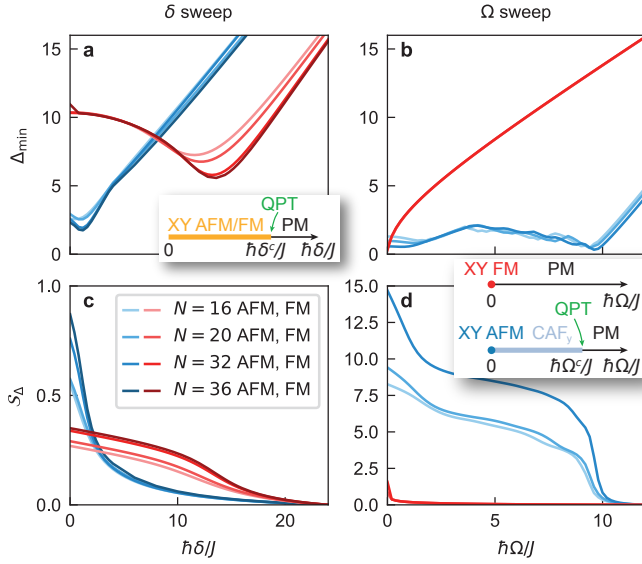 δ sweep
Ω sweep
a
b
15
10
5
0
Δmin
15
10
5
0
QPT
XY AFM/FM
PM
0
ħδᶜ/J
ħδ/J
XY FM
PM
0
ħΩ/J
QPT
XY AFM
CAFᵧ
PM
0
ħΩᶜ/J
ħΩ/J
c
d
1.0
0.5
0.0
𝒮Δ
N = 16 AFM, FM
N = 20 AFM, FM
N = 32 AFM, FM
N = 36 AFM, FM
15.0
12.5
10.0
7.5
5.0
2.5
0.0
0
10
20
ħδ/J
0
5
10
ħΩ/J